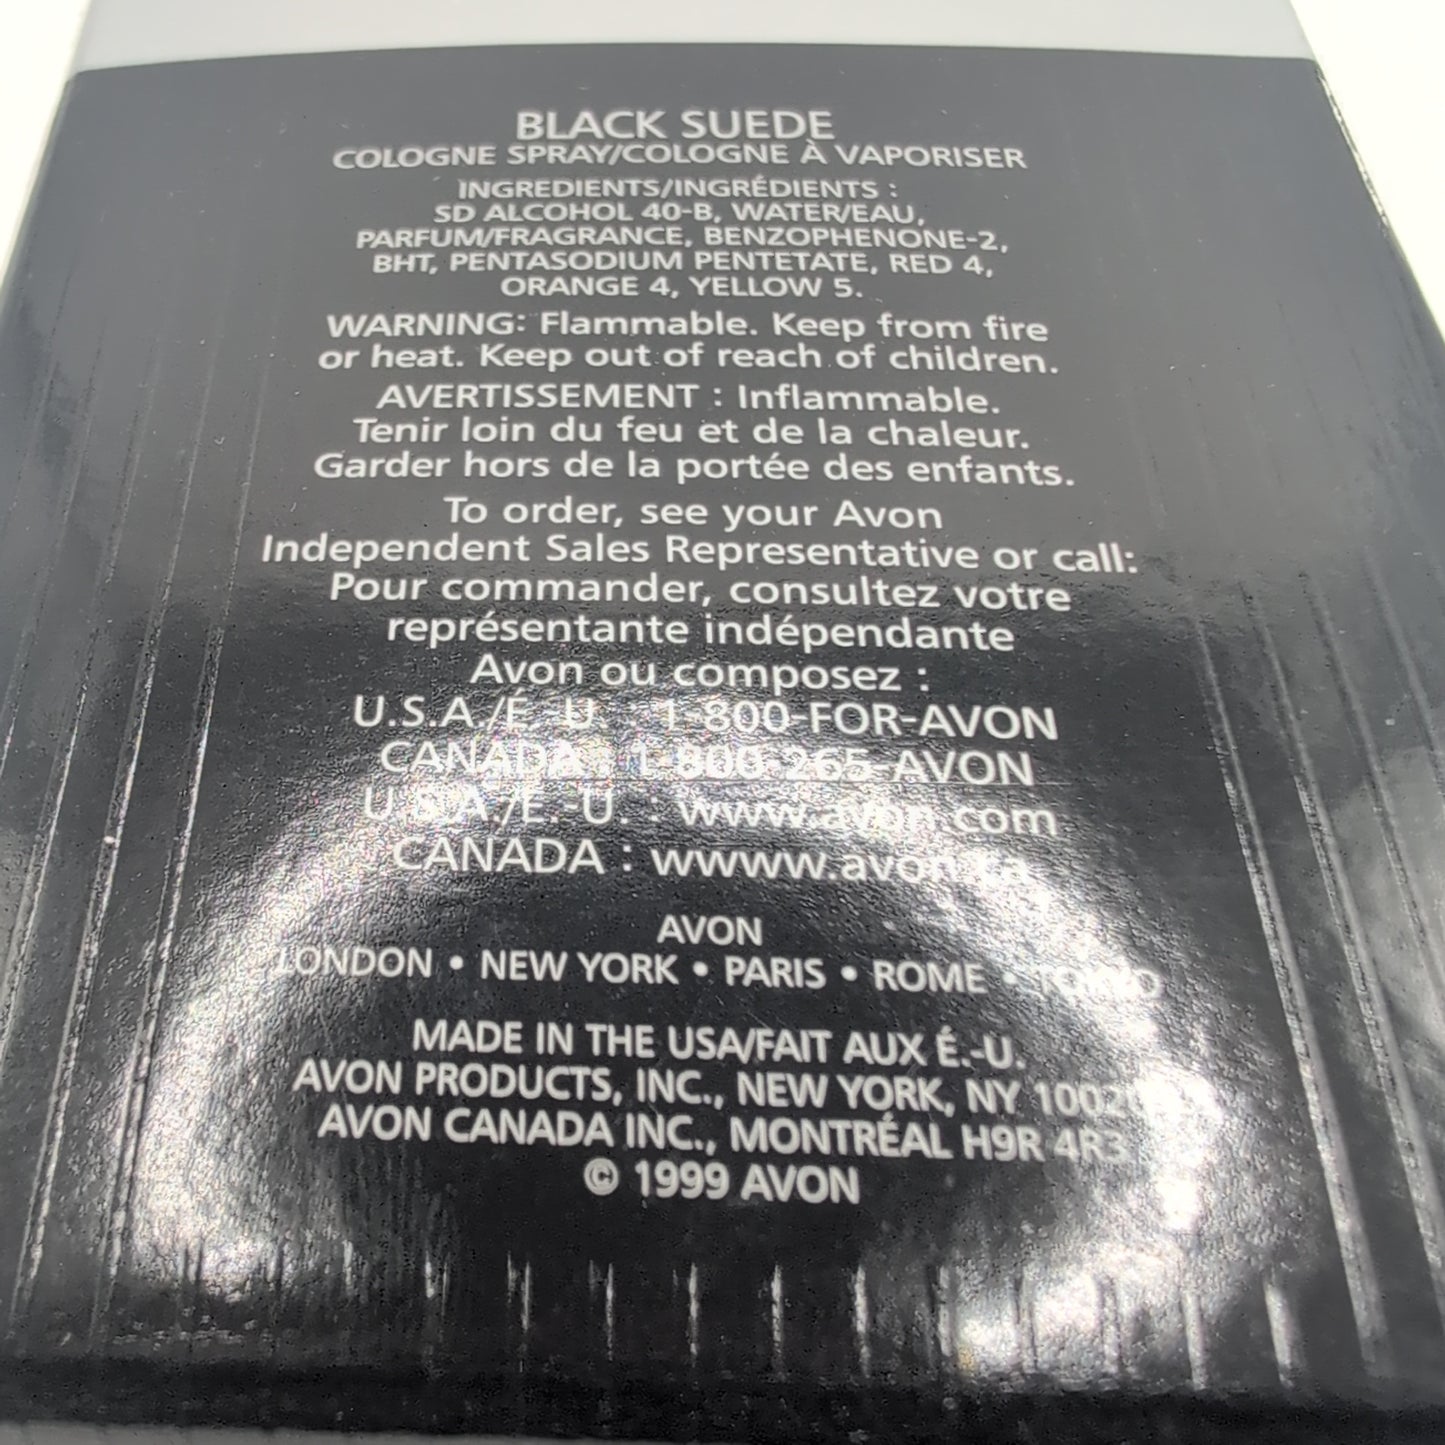 BLACK SUEDE
COLOGNE SPRAY/COLOGNE À VAPORISER
INGREDIENTS/INGRÉDIENTS :
SD ALCOHOL 40-B, WATER/EAU,
PARFUM/FRAGRANCE, BENZOPHENONE-2,
BHT, PENTASODIUM PENTETATE, RED 4,
ORANGE 4, YELLOW 5.
WARNING: Flammable. Keep from fire
or heat. Keep out of reach of children.
AVERTISSEMENT : Inflammable.
Tenir loin du feu et de la chaleur.
Garder hors de la portée des enfants.
To order, see your Avon
Independent Sales Representative or call:
Pour commander, consultez votre
représentante indépendante
Avon ou composez :
U.S.A./É.-U. : 1-800-FOR-AVON
CANADA : 1-800-265-AVON
U.S.A./É.-U. : www.avon.com
CANADA :
AVON
LONDON • NEW YORK • PARIS • ROME • TOKYO
MADE IN THE USA/FAIT AUX É.-U.
AVON PRODUCTS, INC., NEW YORK, NY
AVON CANADA INC., MONTRÉAL H9R 4R3
© 1999 AVON